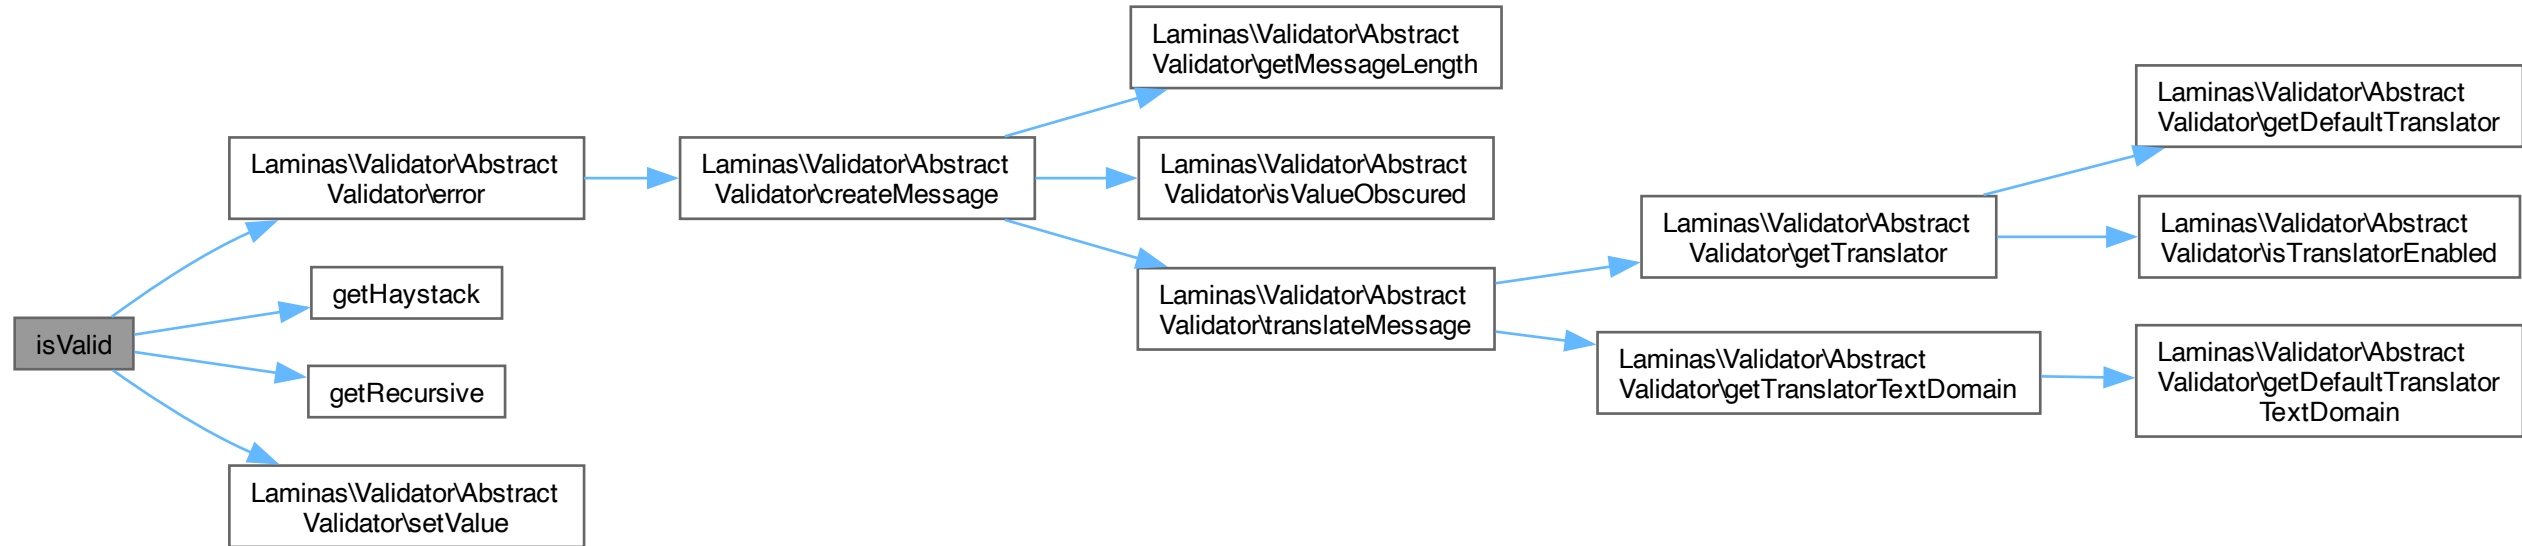 isValid
Laminas\Validator\Abstract
Validator\error
getHaystack
getRecursive
Laminas\Validator\Abstract
Validator\setValue
Laminas\Validator\Abstract
Validator\createMessage
Laminas\Validator\Abstract
Validator\getMessageLength
Laminas\Validator\Abstract
Validator\isValueObscured
Laminas\Validator\Abstract
Validator\translateMessage
Laminas\Validator\Abstract
Validator\getTranslator
Laminas\Validator\Abstract
Validator\getTranslatorTextDomain
Laminas\Validator\Abstract
Validator\getDefaultTranslator
Laminas\Validator\Abstract
Validator\isTranslatorEnabled
Laminas\Validator\Abstract
Validator\getDefaultTranslator
TextDomain